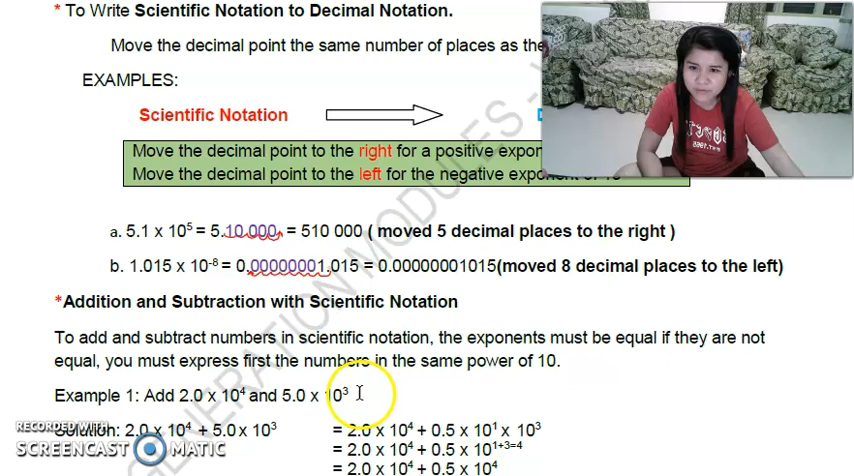 * To Write Scientific Notation to Decimal Notation.
Move the decimal point the same number of places as the
EXAMPLES:
Scientific Notation
Move the decimal point to the right for a positive expon
Move the decimal point to the left for the negative exponent of 10
a. 5.1 x 10⁵ = 5.10 000 = 510 000 ( moved 5 decimal places to the right )
b. 1.015 x 10⁻⁸ = 0.00000001.015 = 0.00000001015(moved 8 decimal places to the left)
*Addition and Subtraction with Scientific Notation
To add and subtract numbers in scientific notation, the exponents must be equal if they are not
equal, you must express first the numbers in the same power of 10.
Example 1: Add 2.0 x 10⁴ and 5.0 x 10³
Solution: 2.0 x 10⁴ + 5.0 x 10³ = 2.0 x 10⁴ + 0.5 x 10¹ x 10³
= 2.0 x 10⁴ + 0.5 x 10¹⁺³⁼⁴
= 2.0 x 10⁴ + 0.5 x 10⁴
RECORDED WITH
SCREENCAST MATIC